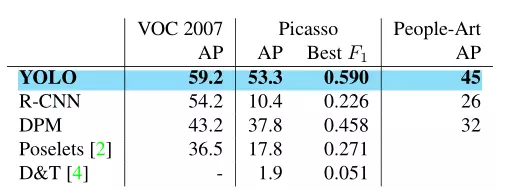 VOC 2007 Picasso People-Art
AP AP Best F1 AP
YOLO 59.2 53.3 0.590 45
R-CNN 54.2 10.4 0.226 26
DPM 43.2 37.8 0.458 32
Poselets [2] 36.5 17.8 0.271
D&T [4] - 1.9 0.051